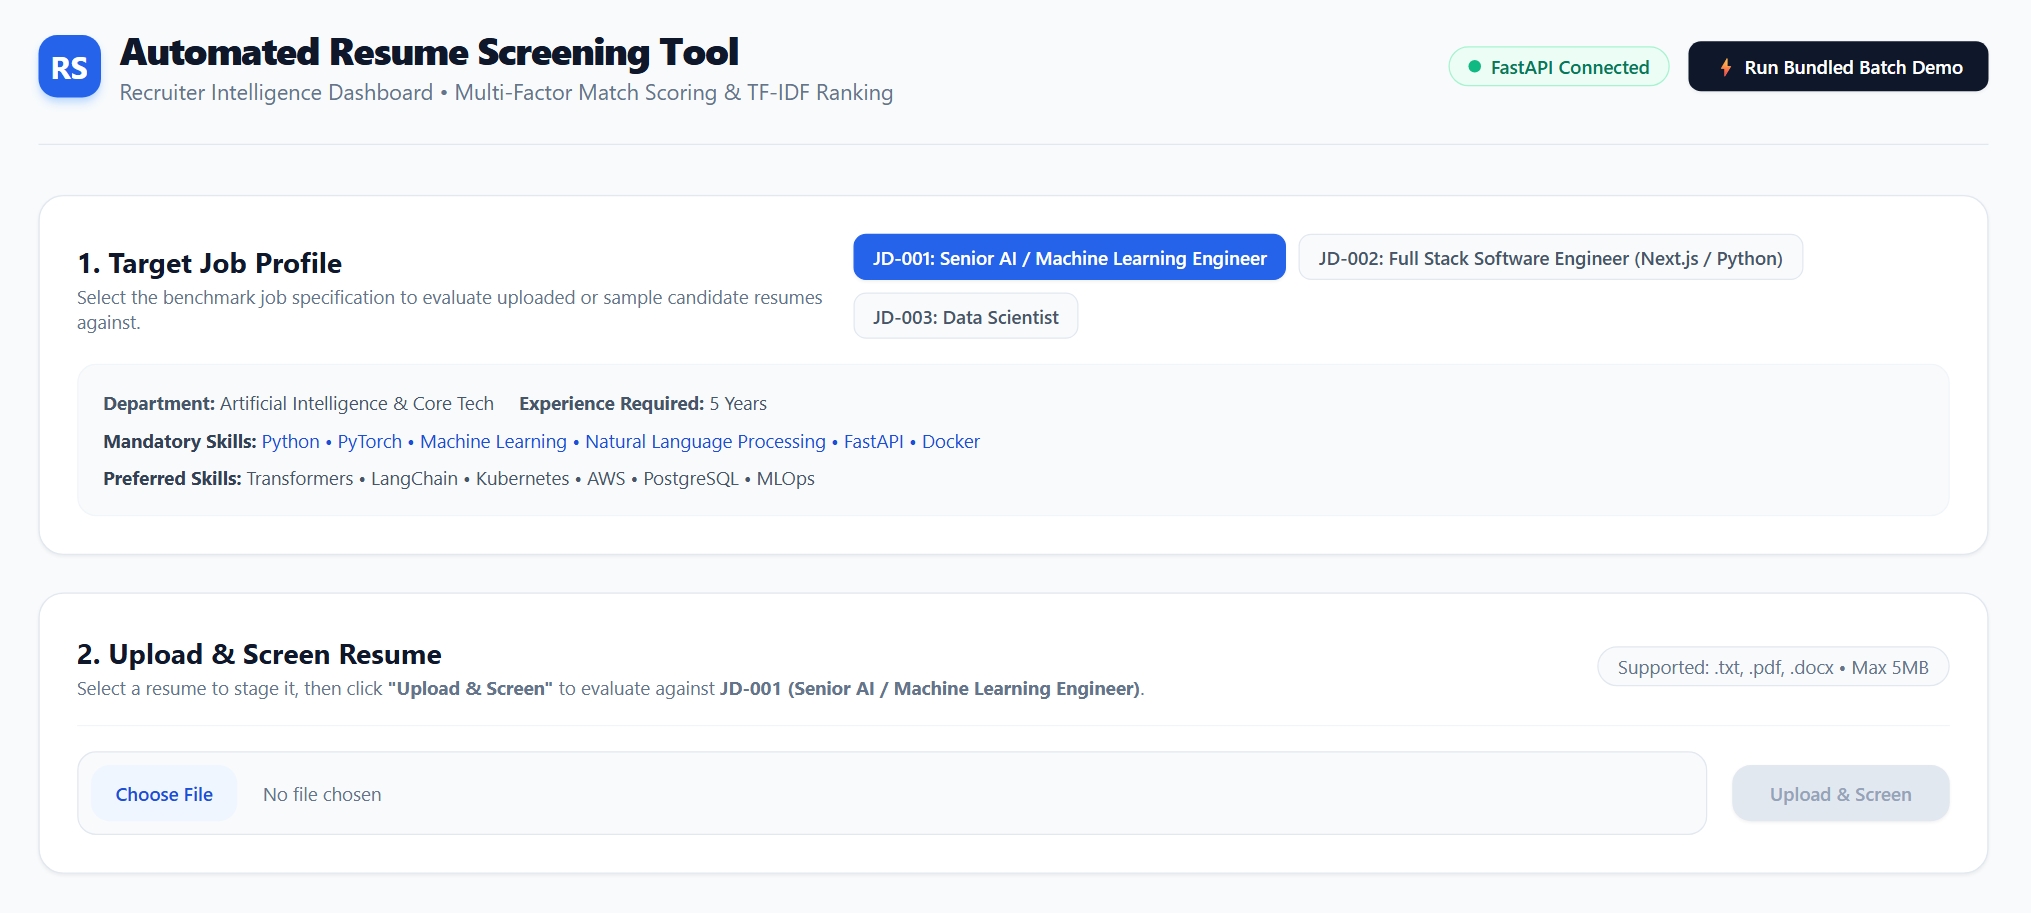 RS
Automated Resume Screening Tool
Recruiter Intelligence Dashboard • Multi-Factor Match Scoring & TF-IDF Ranking
FastAPI Connected
Run Bundled Batch Demo
1. Target Job Profile
Select the benchmark job specification to evaluate uploaded or sample candidate resumes
against.
JD-001: Senior AI / Machine Learning Engineer
JD-002: Full Stack Software Engineer (Next.js / Python)
JD-003: Data Scientist
Department: Artificial Intelligence & Core Tech Experience Required: 5 Years
Mandatory Skills: Python • PyTorch • Machine Learning • Natural Language Processing • FastAPI • Docker
Preferred Skills: Transformers • LangChain • Kubernetes • AWS • PostgreSQL • MLOps
2. Upload & Screen Resume
Select a resume to stage it, then click "Upload & Screen" to evaluate against JD-001 (Senior AI / Machine Learning Engineer).
Supported: .txt, .pdf, .docx • Max 5MB
Choose File No file chosen
Upload & Screen